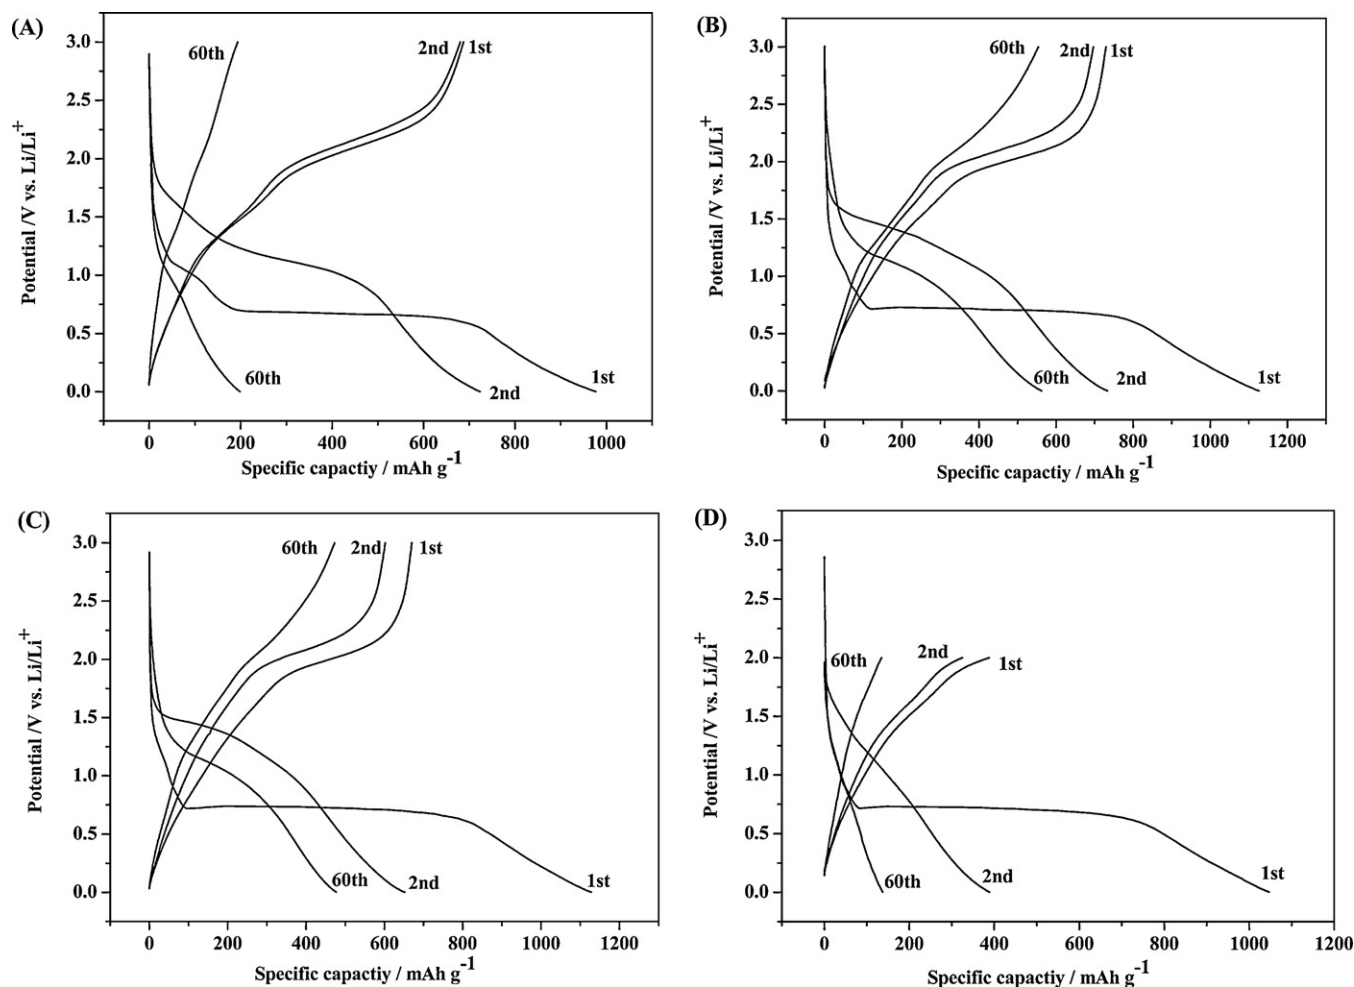 (A)
3.0
2.5
2.0
1.5
1.0
0.5
0.0
Potential /V vs. Li/Li+
60th
2nd
1st
60th
2nd
1st
0 200 400 600 800 1000
Specific capactiy / mAh g-1
(B)
3.0
2.5
2.0
1.5
1.0
0.5
0.0
Potential /V vs. Li/Li+
60th
2nd
1st
60th
2nd
1st
0 200 400 600 800 1000 1200
Specific capactiy / mAh g-1
(C)
3.0
2.5
2.0
1.5
1.0
0.5
0.0
Potential /V vs. Li/Li+
60th
2nd
1st
60th
2nd
1st
0 200 400 600 800 1000 1200
Specific capactiy / mAh g-1
(D)
3.0
2.5
2.0
1.5
1.0
0.5
0.0
Potential /V vs. Li/Li+
60th
2nd
1st
60th
2nd
1st
0 200 400 600 800 1000 1200
Specific capactiy / mAh g-1